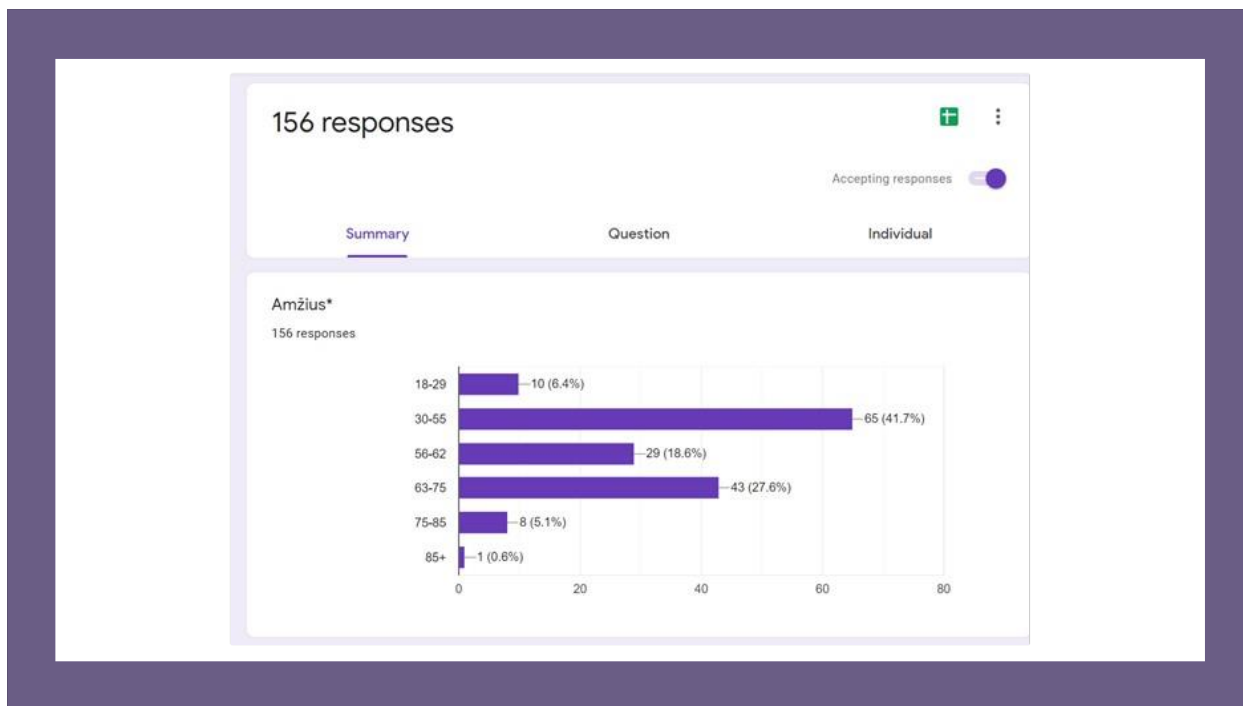 156 responses
Accepting responses
Summary Question Individual
Amžius*
156 responses
18-29 10 (6.4%)
30-55 65 (41.7%)
56-62 29 (18.6%)
63-75 43 (27.6%)
75-85 8 (5.1%)
85+ 1 (0.6%)
0 20 40 60 80